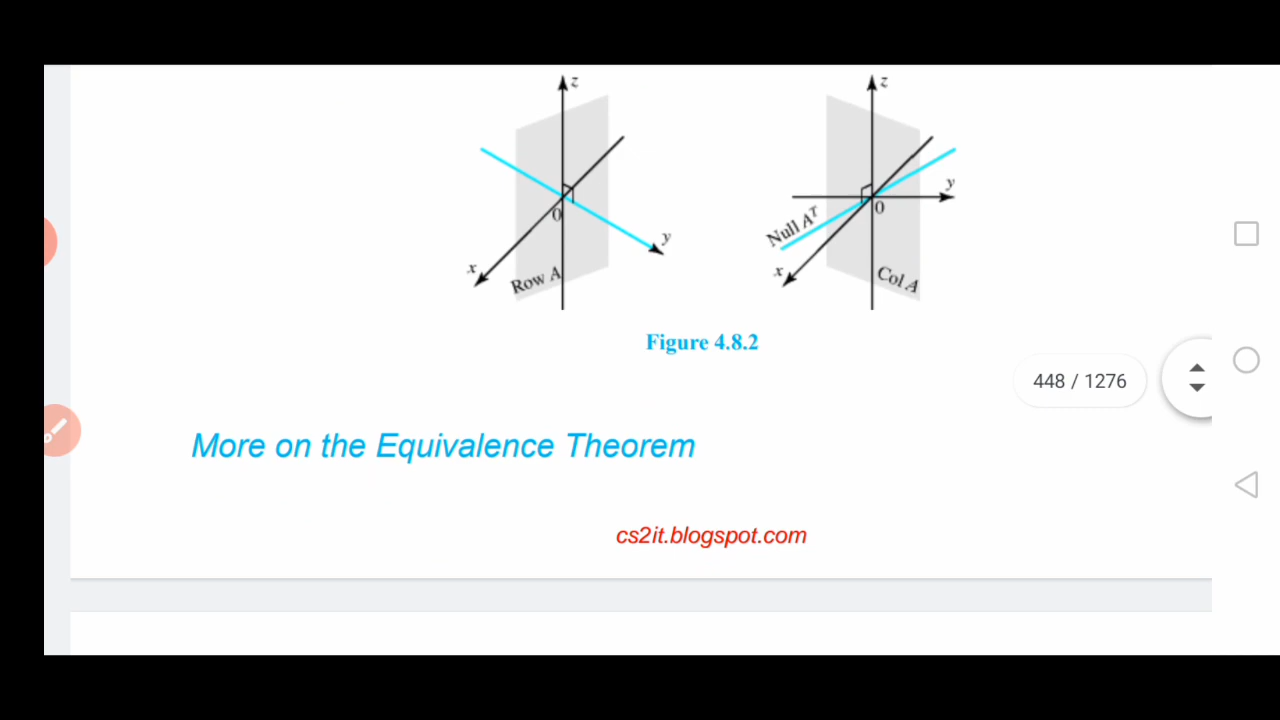 z
y
x
0
Row A
z
y
x
0
Null Aᵀ
Col A
Figure 4.8.2
448 / 1276
More on the Equivalence Theorem
cs2it.blogspot.com